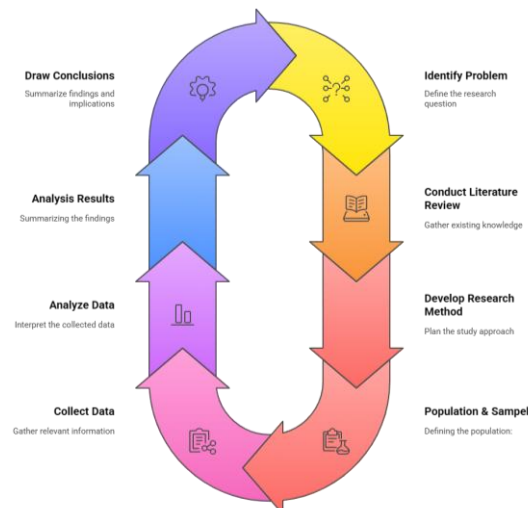 Draw Conclusions
Summarize findings and
implications
Identify Problem
Define the research
question
Analysis Results
Summarizing the findings
Conduct Literature
Review
Gather existing knowledge
Analyze Data
Interpret the collected data
Develop Research
Method
Plan the study approach
Collect Data
Gather relevant information
Population & Sampel
Defining the population:
?